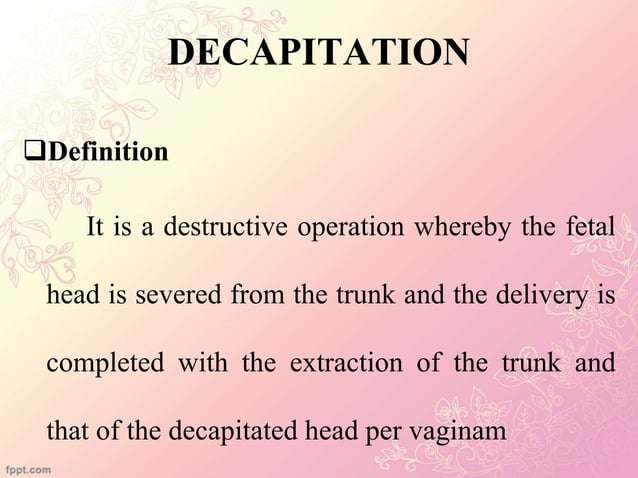 DECAPITATION
❑Definition
It is a destructive operation whereby the fetal
head is severed from the trunk and the delivery is
completed with the extraction of the trunk and
that of the decapitated head per vaginam
fppt.com